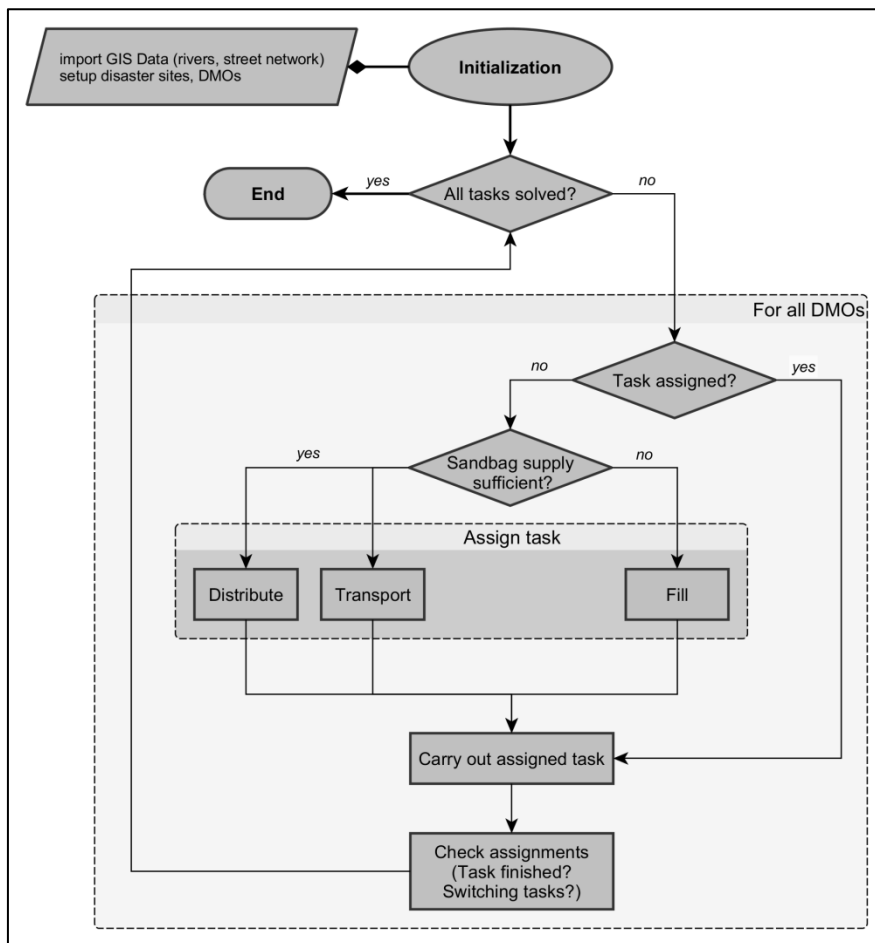 import GIS Data (rivers, street network)
setup disaster sites, DMOs
Initialization
End
yes
All tasks solved?
no
For all DMOs
Task assigned?
no
yes
Sandbag supply
sufficient?
yes
no
Assign task
Distribute
Transport
Fill
Carry out assigned task
Check assignments
(Task finished?
Switching tasks?)